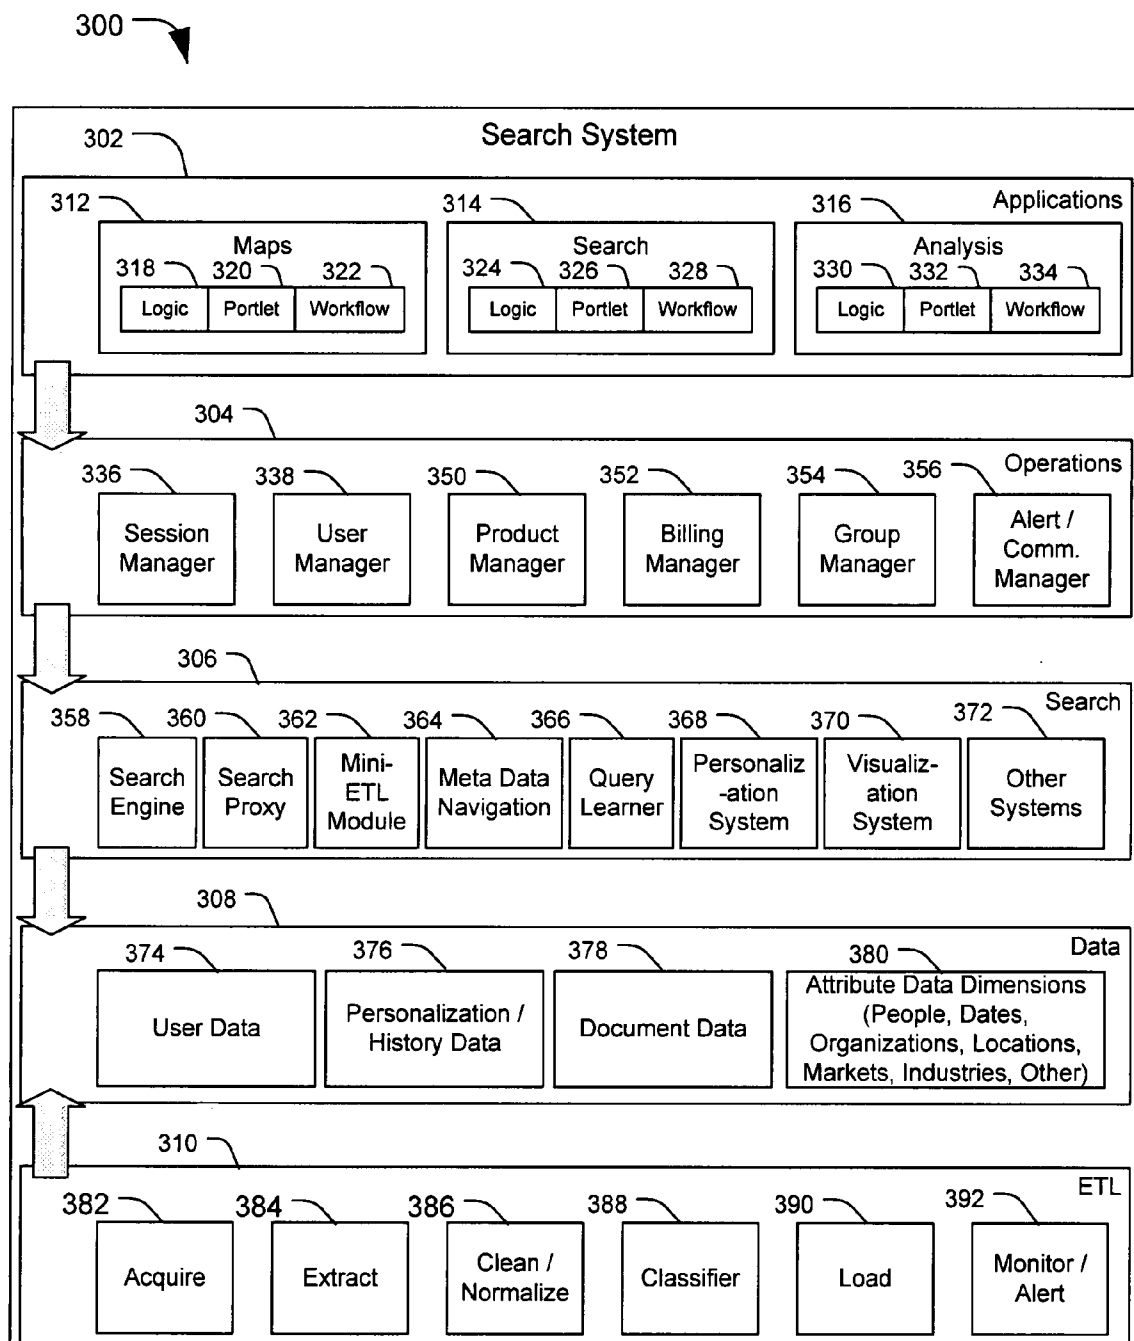 300
Search System
302
Applications
312
314
316
Maps
Search
Analysis
318 320 322
324 326 328
330 332 334
Logic Portlet Workflow
Logic Portlet Workflow
Logic Portlet Workflow
304
Operations
336
338
350
352
354
356
Session
Manager
User
Manager
Product
Manager
Billing
Manager
Group
Manager
Alert /
Comm.
Manager
306
Search
358
360
362
364
366
368
370
372
Search
Engine
Search
Proxy
Mini-
ETL
Module
Meta Data
Navigation
Query
Learner
Personaliz
-ation
System
Visualiz-
ation
System
Other
Systems
308
Data
374
376
378
380
User Data
Personalization /
History Data
Document Data
Attribute Data Dimensions
(People, Dates,
Organizations, Locations,
Markets, Industries, Other)
310
ETL
382
384
386
388
390
392
Acquire
Extract
Clean /
Normalize
Classifier
Load
Monitor /
Alert